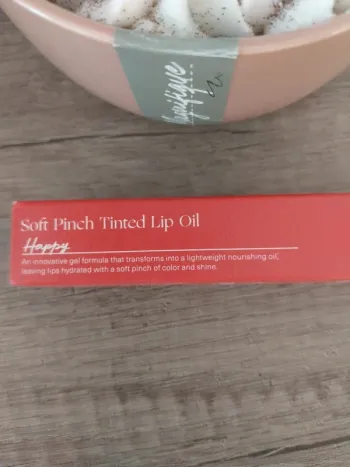 Magnifique
Soft Pinch Tinted Lip Oil
Happy
An innovative gel formula that transforms into a lightweight nourishing oil,
leaving lips hydrated with a soft pinch of color and shine.